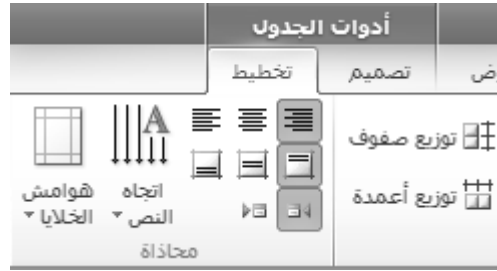 أدوات الجدول
تصميم
تخطيط
توزيع صفوف
توزيع أعمدة
اتجاه
النص
هوامش
الخلايا
محاذاة